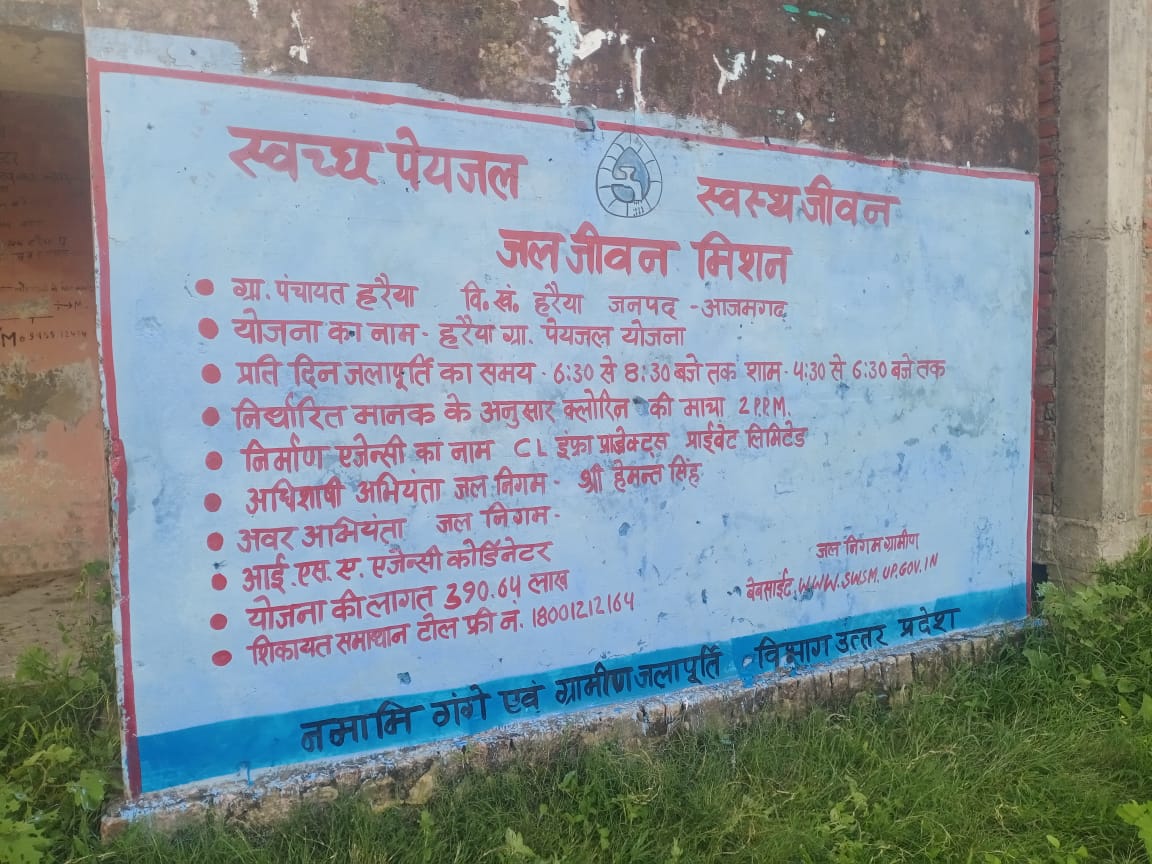 स्वच्छ पेयजल स्वस्थ जीवन
जल जीवन मिशन
• ग्रा. पंचायत हरैया वि. खं. हरैया जनपद - आजमगढ़
• योजना का नाम - हरैया ग्रा. पेयजल योजना
• प्रति दिन जलापूर्ति का समय - 6:30 से 8:30 बजे तक शाम - 4:30 से 6:30 बजे तक
• निर्धारित मानक के अनुसार क्लोरिन की मात्रा 2 P.P.M.
• निर्माण एजेन्सी का नाम CL इफ्रा प्राजेक्ट्स प्राईवेट लिमिटेड
• अधिशाषी अभियंता जल निगम - श्री हेमन्त सिंह
• अवर अभियंता जल निगम -
• आई. एस. ए. एजेन्सी कोर्डिनेटर
• योजना की लागत 390.64 लाख
• शिकायत समाधान टोल फ्री न. 18001212164
जल निगम ग्रामीण
बेबसाईट. WWW. SWSM. UP. GOV. IN
नमामि गंगे एवं ग्रामीण जलापूर्ति विभाग उत्तर प्रदेश